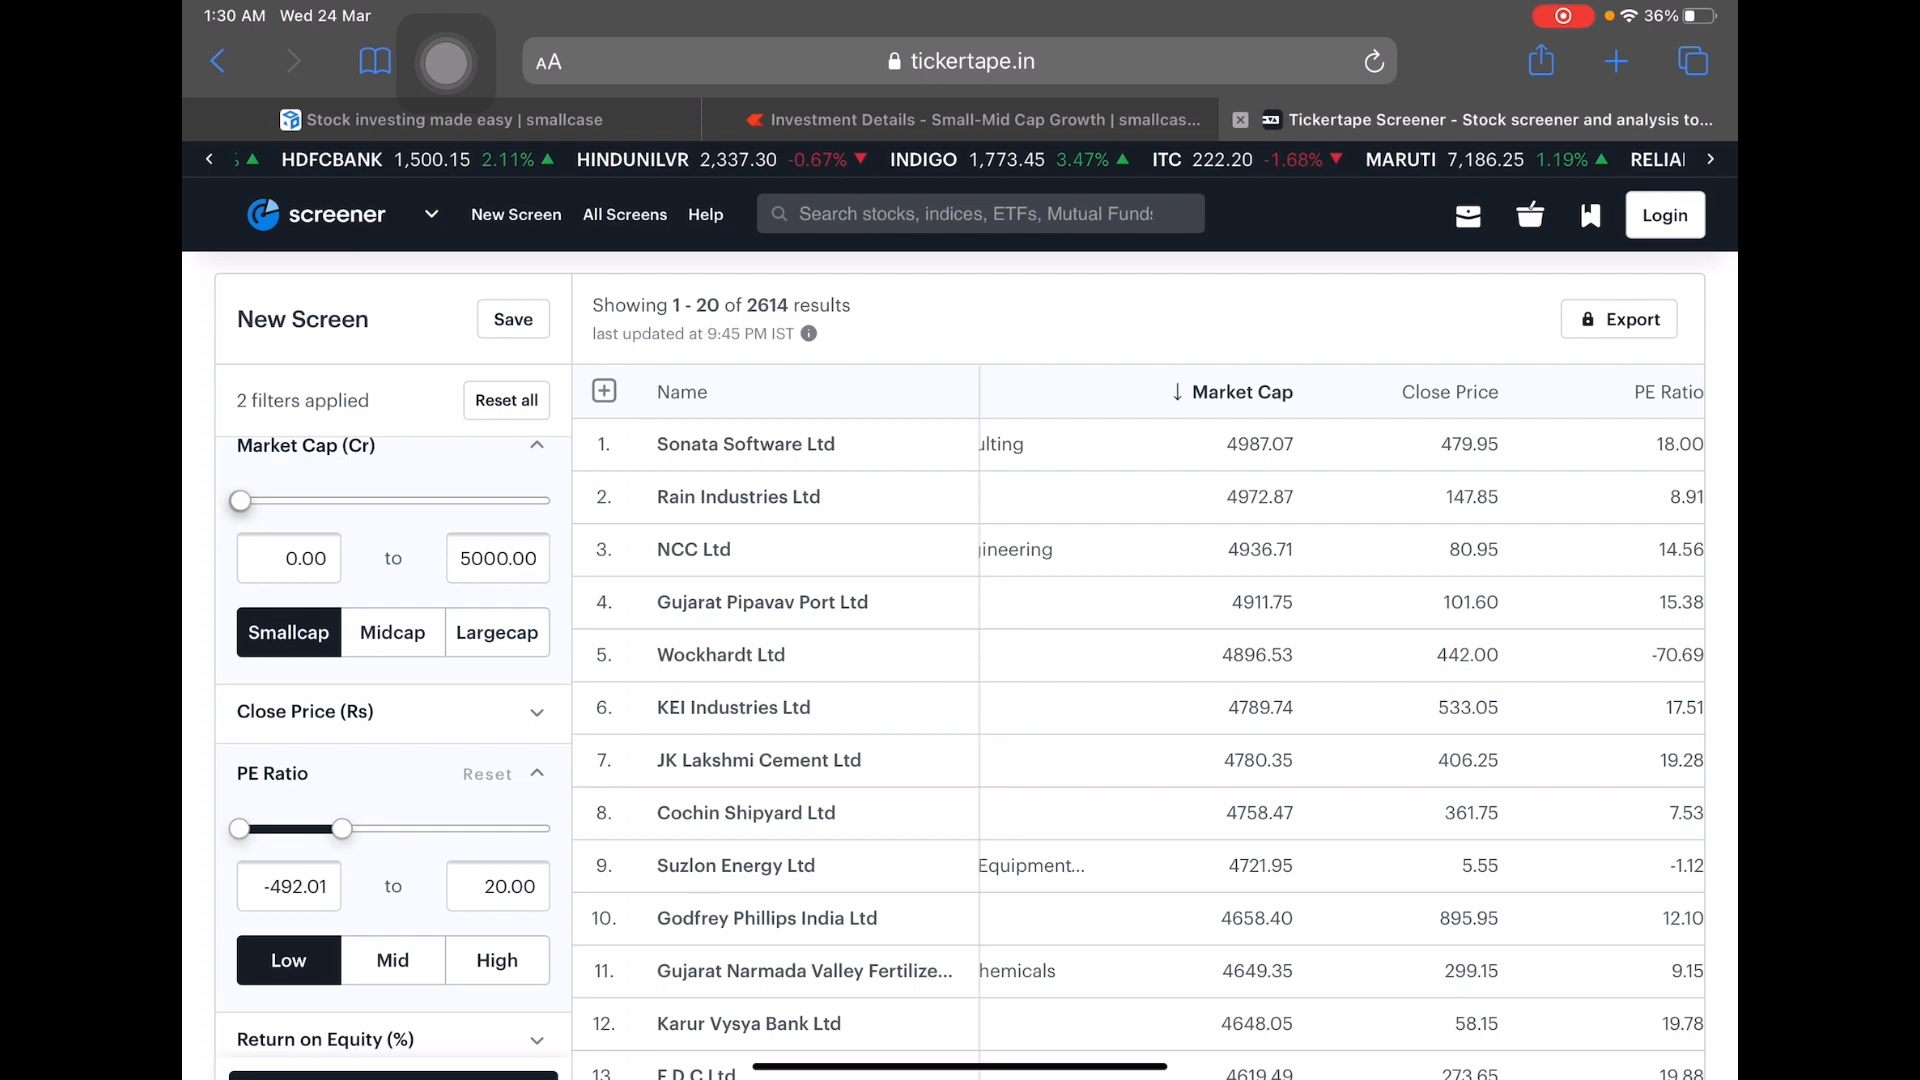 1:30 AM Wed 24 Mar
36%
AA tickertape.in
Stock investing made easy | smallcase
Investment Details - Small-Mid Cap Growth | smallcas...
Tickertape Screener - Stock screener and analysis to...
HDFCBANK 1,500.15 2.11% HINDUNILVR 2,337.30 -0.67% INDIGO 1,773.45 3.47% ITC 222.20 -1.68% MARUTI 7,186.25 1.19% RELIA
screener New Screen All Screens Help Search stocks, indices, ETFs, Mutual Funds Login
New Screen Save
Showing 1 - 20 of 2614 results
last updated at 9:45 PM IST
Export
2 filters applied Reset all
Market Cap (Cr)
0.00 to 5000.00
Smallcap Midcap Largecap
Close Price (Rs)
PE Ratio Reset
-492.01 to 20.00
Low Mid High
Return on Equity (%)
Name Market Cap Close Price PE Ratio
1. Sonata Software Ltd ulting 4987.07 479.95 18.00
2. Rain Industries Ltd 4972.87 147.85 8.91
3. NCC Ltd gineering 4936.71 80.95 14.56
4. Gujarat Pipavav Port Ltd 4911.75 101.60 15.38
5. Wockhardt Ltd 4896.53 442.00 -70.69
6. KEI Industries Ltd 4789.74 533.05 17.51
7. JK Lakshmi Cement Ltd 4780.35 406.25 19.28
8. Cochin Shipyard Ltd 4758.47 361.75 7.53
9. Suzlon Energy Ltd Equipment... 4721.95 5.55 -1.12
10. Godfrey Phillips India Ltd 4658.40 895.95 12.10
11. Gujarat Narmada Valley Fertilize... hemicals 4649.35 299.15 9.15
12. Karur Vysya Bank Ltd 4648.05 58.15 19.78
13. F D C Ltd 4619.49 273.65 19.88